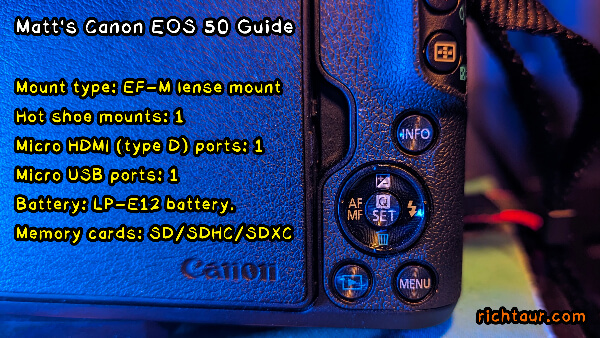 Matt's Canon EOS 50 Guide
Mount type: EF-M lense mount
Hot shoe mounts: 1
Micro HDMI (type D) ports: 1
Micro USB ports: 1
Battery: LP-E12 battery.
Memory cards: SD/SDHC/SDXC
INFO
AF
MF
Q
SET
Canon
MENU
richtaur.com